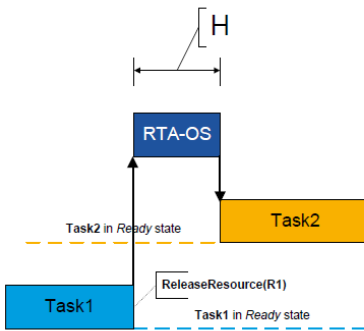 H
RTA-OS
Task2 in Ready state
Task2
ReleaseResource(R1)
Task1
Task1 in Ready state